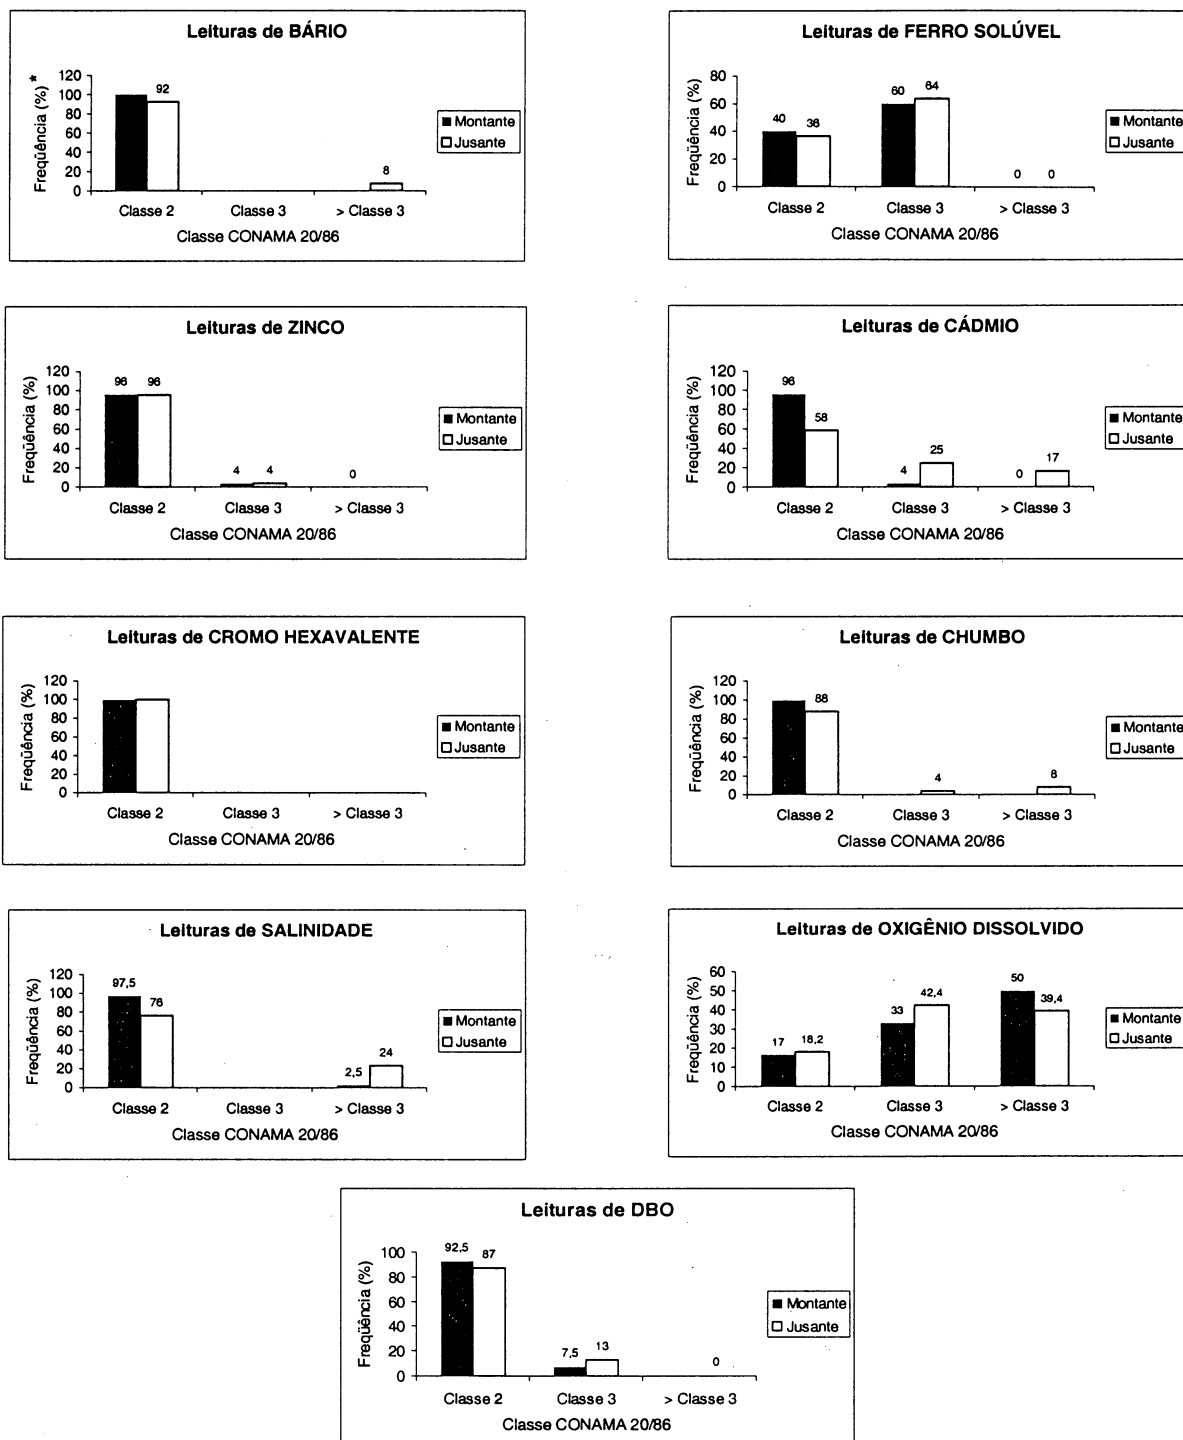 Leituras de BÁRIO
Freqüência (%) *
120
100
80
60
40
20
0
92
8
Classe 2 Classe 3 > Classe 3
Classe CONAMA 20/86
Montante
Jusante
Leituras de FERRO SOLÚVEL
Freqüência (%)
80
60
40
20
0
40 36
60 64
0 0
Classe 2 Classe 3 > Classe 3
Classe CONAMA 20/86
Montante
Jusante
Leituras de ZINCO
Freqüência (%)
120
100
80
60
40
20
0
96 96
4 4
0
Classe 2 Classe 3 > Classe 3
Classe CONAMA 20/86
Montante
Jusante
Leituras de CÁDMIO
Freqüência (%)
120
100
80
60
40
20
0
96 58
4 25
0 17
Classe 2 Classe 3 > Classe 3
Classe CONAMA 20/86
Montante
Jusante
Leituras de CROMO HEXAVALENTE
Freqüência (%)
120
100
80
60
40
20
0
Classe 2 Classe 3 > Classe 3
Classe CONAMA 20/86
Montante
Jusante
Leituras de CHUMBO
Freqüência (%)
120
100
80
60
40
20
0
88
4
8
Classe 2 Classe 3 > Classe 3
Classe CONAMA 20/86
Montante
Jusante
Leituras de SALINIDADE
Freqüência (%)
120
100
80
60
40
20
0
97,5 76
2,5 24
Classe 2 Classe 3 > Classe 3
Classe CONAMA 20/86
Montante
Jusante
Leituras de OXIGÊNIO DISSOLVIDO
Freqüência (%)
60
50
40
30
20
10
0
17 18,2
33 42,4
50 39,4
Classe 2 Classe 3 > Classe 3
Classe CONAMA 20/86
Montante
Jusante
Leituras de DBO
Freqüência (%)
100
80
60
40
20
0
92,5 87
7,5 13
0
Classe 2 Classe 3 > Classe 3
Classe CONAMA 20/86
Montante
Jusante